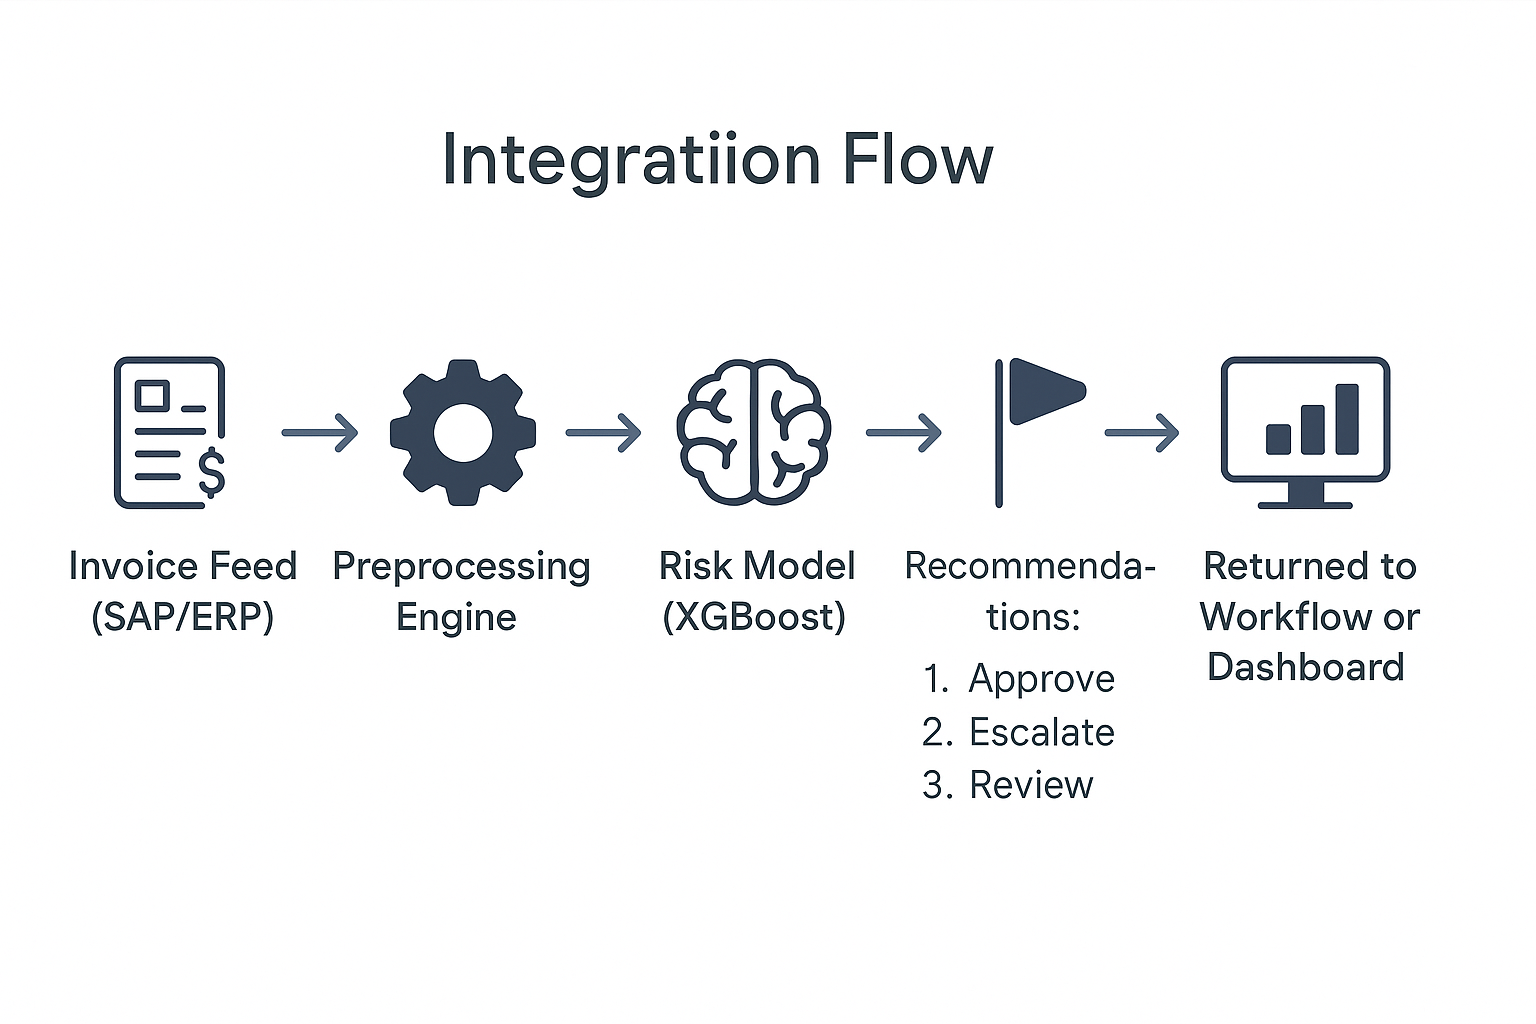 Integratiion Flow
Invoice Feed
(SAP/ERP)
Preprocessing
Engine
Risk Model
(XGBoost)
Recommenda-
tions:
1. Approve
2. Escalate
3. Review
Returned to
Workflow or
Dashboard
$